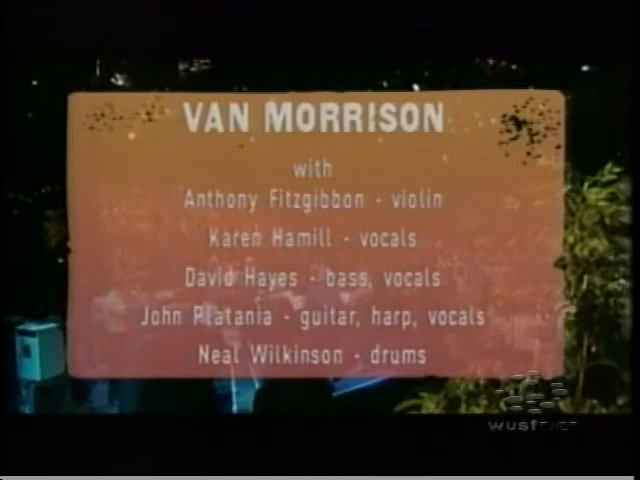 VAN MORRISON
with
Anthony Fitzgibbon - violin
Karen Hamill - vocals
David Hayes - bass, vocals
John Platania - guitar, harp, vocals
Neal Wilkinson - drums
wusf